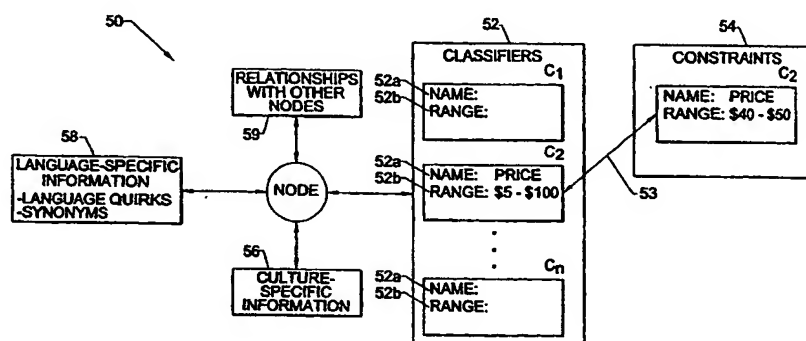 50
RELATIONSHIPS
WITH OTHER
NODES
59
58
LANGUAGE-SPECIFIC
INFORMATION
-LANGUAGE QUIRKS
-SYNONYMS
NODE
56
CULTURE-
SPECIFIC
INFORMATION
52
CLASSIFIERS
C1
52a
NAME:
52b
RANGE:
C2
52a
NAME: PRICE
52b
RANGE: $5 - $100
Cn
52a
NAME:
52b
RANGE:
54
CONSTRAINTS
C2
NAME: PRICE
RANGE: $40 - $50
53